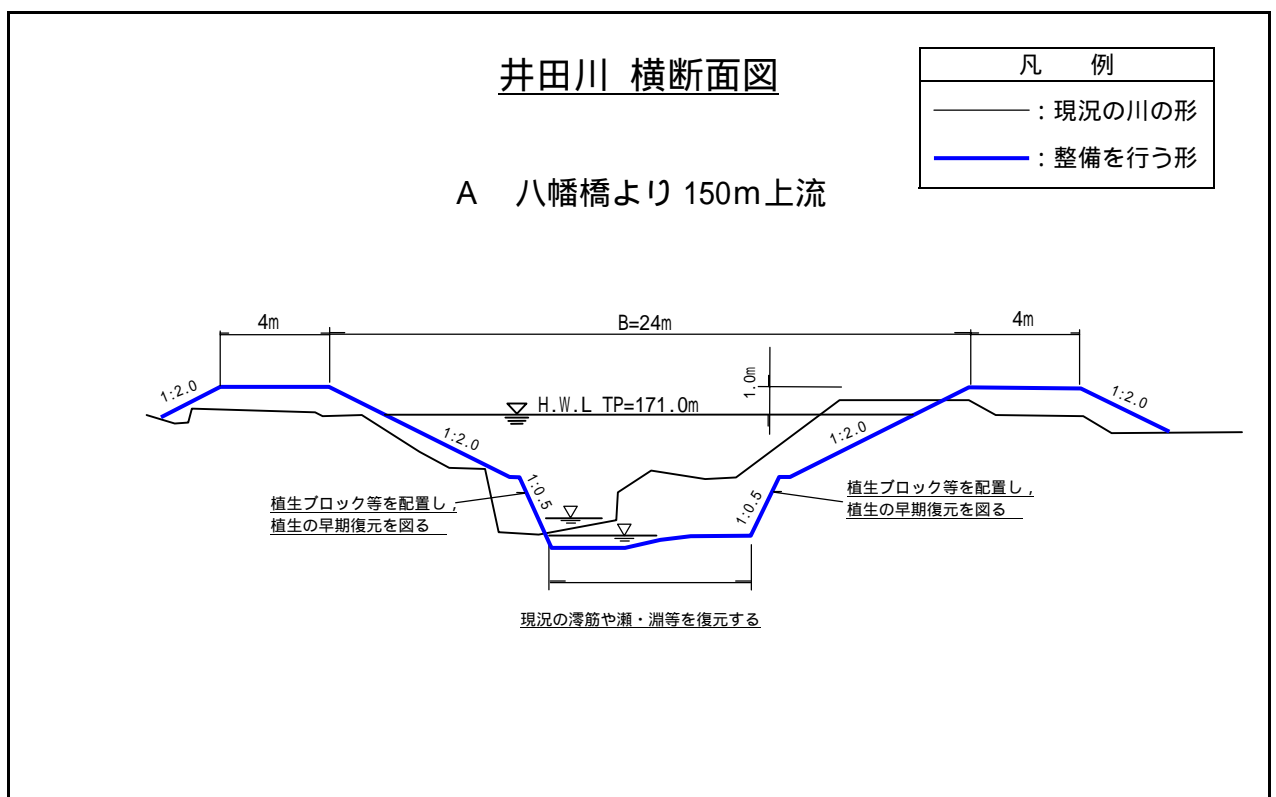 井田川 横断面図
凡 例
：現況の川の形
：整備を行う形
A 八幡橋より 150m上流
4m
B=24m
4m
1:2.0
1.0m
H.W.L TP=171.0m
1:2.0
1:2.0
1:2.0
1:0.5
1:0.5
植生ブロック等を配置し，
植生の早期復元を図る
植生ブロック等を配置し，
植生の早期復元を図る
現況の澪筋や瀬・淵等を復元する